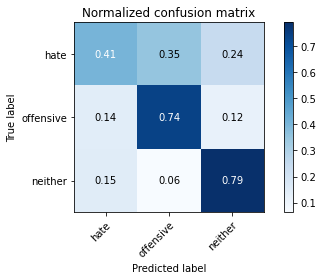 Normalized confusion matrix
hate 0.41 0.35 0.24
offensive 0.14 0.74 0.12
neither 0.15 0.06 0.79
hate offensive neither
True label
Predicted label
0.7
0.6
0.5
0.4
0.3
0.2
0.1